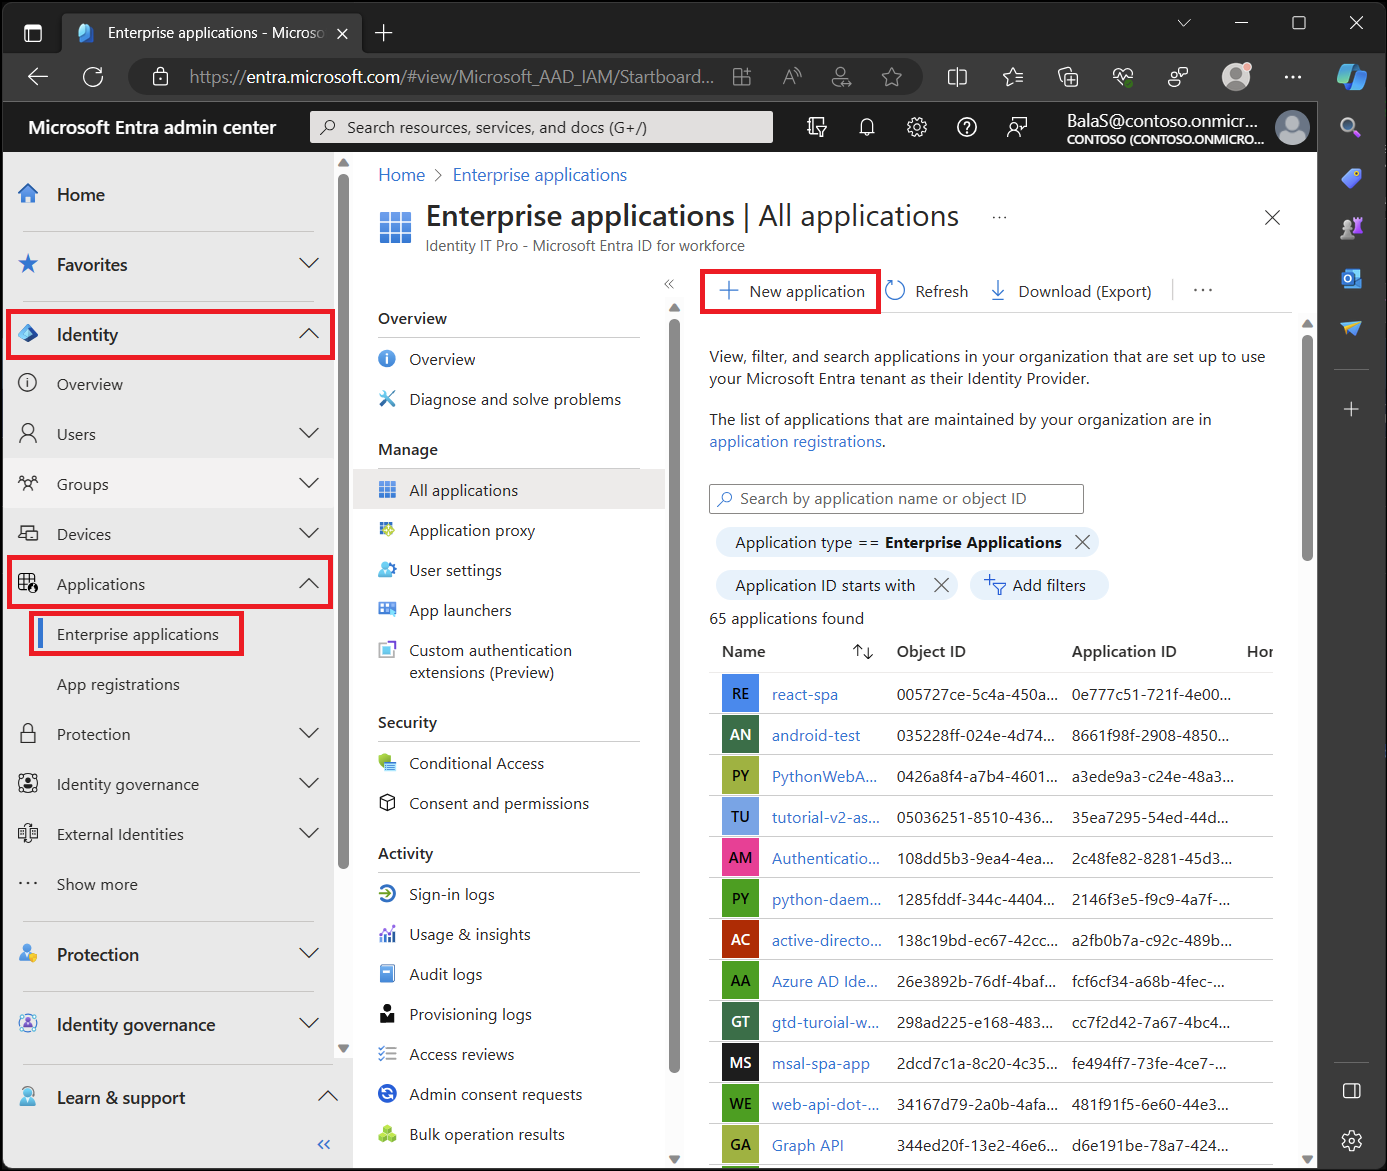 Enterprise applications - Microso
https://entra.microsoft.com/#view/Microsoft_AAD_IAM/Startboard...
Microsoft Entra admin center
Search resources, services, and docs (G+/)
BalaS@contoso.onmicr...
CONTOSO (CONTOSO.ONMICRO...
Home
Favorites
Identity
Overview
Users
Groups
Devices
Applications
Enterprise applications
App registrations
Protection
Identity governance
External Identities
Show more
Protection
Identity governance
Learn & support
Home > Enterprise applications
Enterprise applications | All applications
Identity IT Pro - Microsoft Entra ID for workforce
Overview
Overview
Diagnose and solve problems
Manage
All applications
Application proxy
User settings
App launchers
Custom authentication
extensions (Preview)
Security
Conditional Access
Consent and permissions
Activity
Sign-in logs
Usage & insights
Audit logs
Provisioning logs
Access reviews
Admin consent requests
Bulk operation results
New application Refresh Download (Export)
View, filter, and search applications in your organization that are set up to use
your Microsoft Entra tenant as their Identity Provider.
The list of applications that are maintained by your organization are in
application registrations.
Search by application name or object ID
Application type == Enterprise Applications
Application ID starts with
Add filters
65 applications found
Name Object ID Application ID Hor
RE react-spa 005727ce-5c4a-450a... 0e777c51-721f-4e00...
AN android-test 035228ff-024e-4d74... 8661f98f-2908-4850...
PY PythonWebA... 0426a8f4-a7b4-4601... a3ede9a3-c24e-48a3...
TU tutorial-v2-as... 05036251-8510-436... 35ea7295-54ed-44d...
AM Authenticatio... 108dd5b3-9ea4-4ea... 2c48fe82-8281-45d3...
PY python-daem... 1285fddf-344c-4404... 2146f3e5-f9c9-4a7f-...
AC active-directo... 138c19bd-ec67-42cc... a2fb0b7a-c92c-489b...
AA Azure AD Ide... 26e3892b-76df-4baf... fcf6cf34-a68b-4fec-...
GT gtd-turoial-w... 298ad225-e168-483... cc7f2d42-7a67-4bc4...
MS msal-spa-app 2dcd7c1a-8c20-4c35... fe494ff7-73fe-4ce7-...
WE web-api-dot-... 34167d79-2a0b-4afa... 481f91f5-6e60-44e3...
GA Graph API 344ed20f-13e2-46e6... d6e191be-78a7-424...